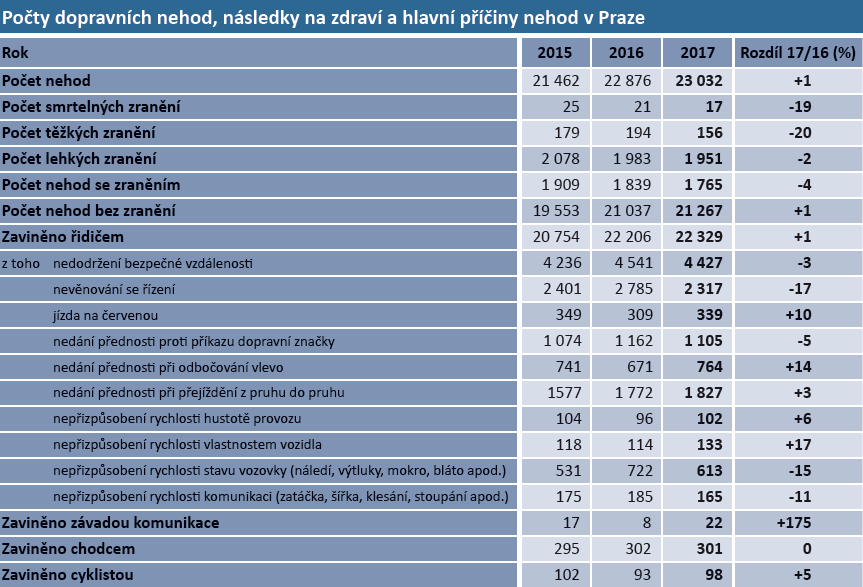 Počty dopravních nehod, následky na zdraví a hlavní příčiny nehod v Praze
Rok 2015 2016 2017 Rozdíl 17/16 (%)
Počet nehod 21 462 22 876 23 032 +1
Počet smrtelných zranění 25 21 17 -19
Počet těžkých zranění 179 194 156 -20
Počet lehkých zranění 2 078 1 983 1 951 -2
Počet nehod se zraněním 1 909 1 839 1 765 -4
Počet nehod bez zranění 19 553 21 037 21 267 +1
Zaviněno řidičem 20 754 22 206 22 329 +1
z toho nedodržení bezpečné vzdálenosti 4 236 4 541 4 427 -3
nevěnování se řízení 2 401 2 785 2 317 -17
jízda na červenou 349 309 339 +10
nedání přednosti proti příkazu dopravní značky 1 074 1 162 1 105 -5
nedání přednosti při odbočování vlevo 741 671 764 +14
nedání přednosti při přejíždění z pruhu do pruhu 1577 1 772 1 827 +3
nepřizpůsobení rychlosti hustotě provozu 104 96 102 +6
nepřizpůsobení rychlosti vlastnostem vozidla 118 114 133 +17
nepřizpůsobení rychlosti stavu vozovky (náledí, výtluky, mokro, bláto apod.) 531 722 613 -15
nepřizpůsobení rychlosti komunikaci (zatáčka, šířka, klesání, stoupání apod.) 175 185 165 -11
Zaviněno závadou komunikace 17 8 22 +175
Zaviněno chodcem 295 302 301 0
Zaviněno cyklistou 102 93 98 +5